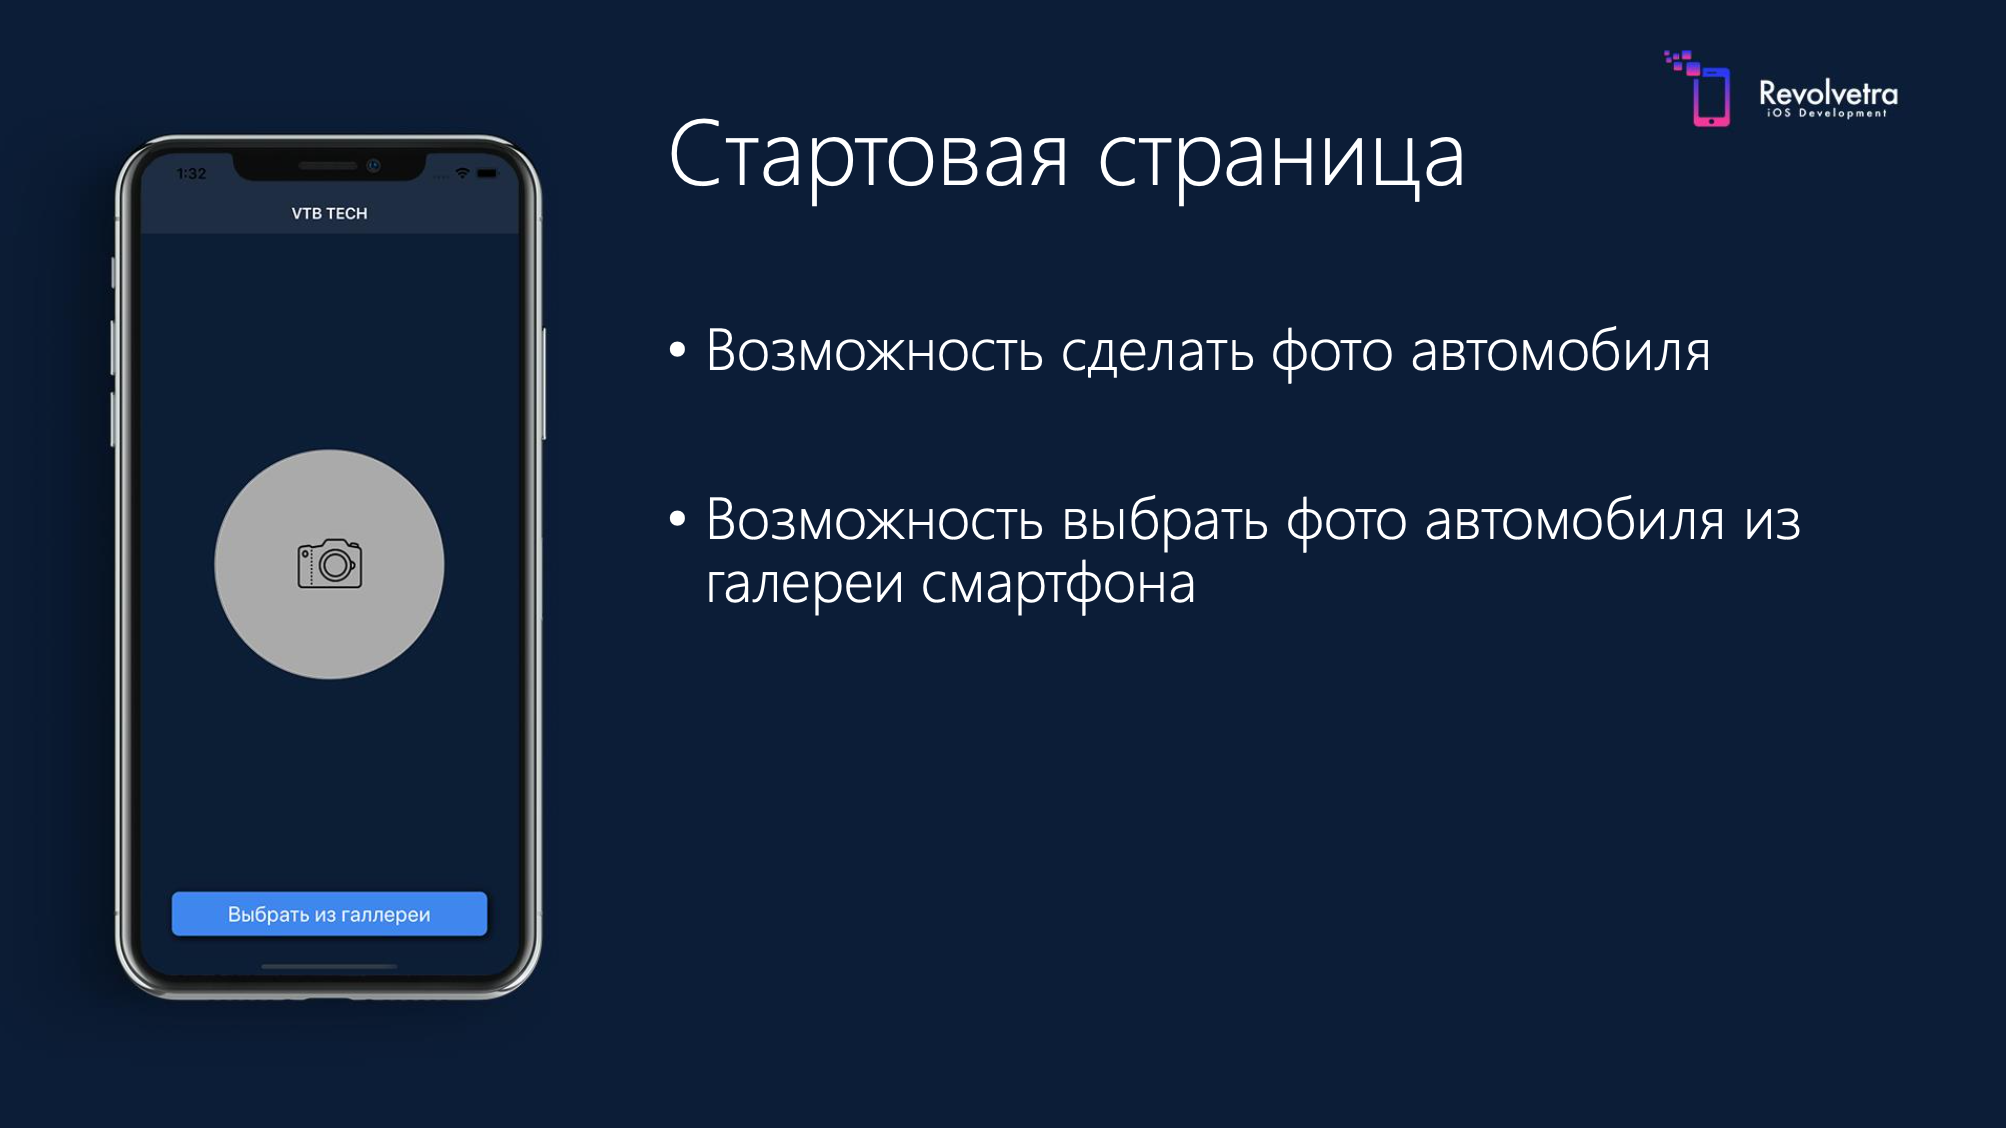 Revolvetra
iOS Development
Стартовая страница
1:32
VTB TECH
• Возможность сделать фото автомобиля
• Возможность выбрать фото автомобиля из
галереи смартфона
Выбрать из галлереи